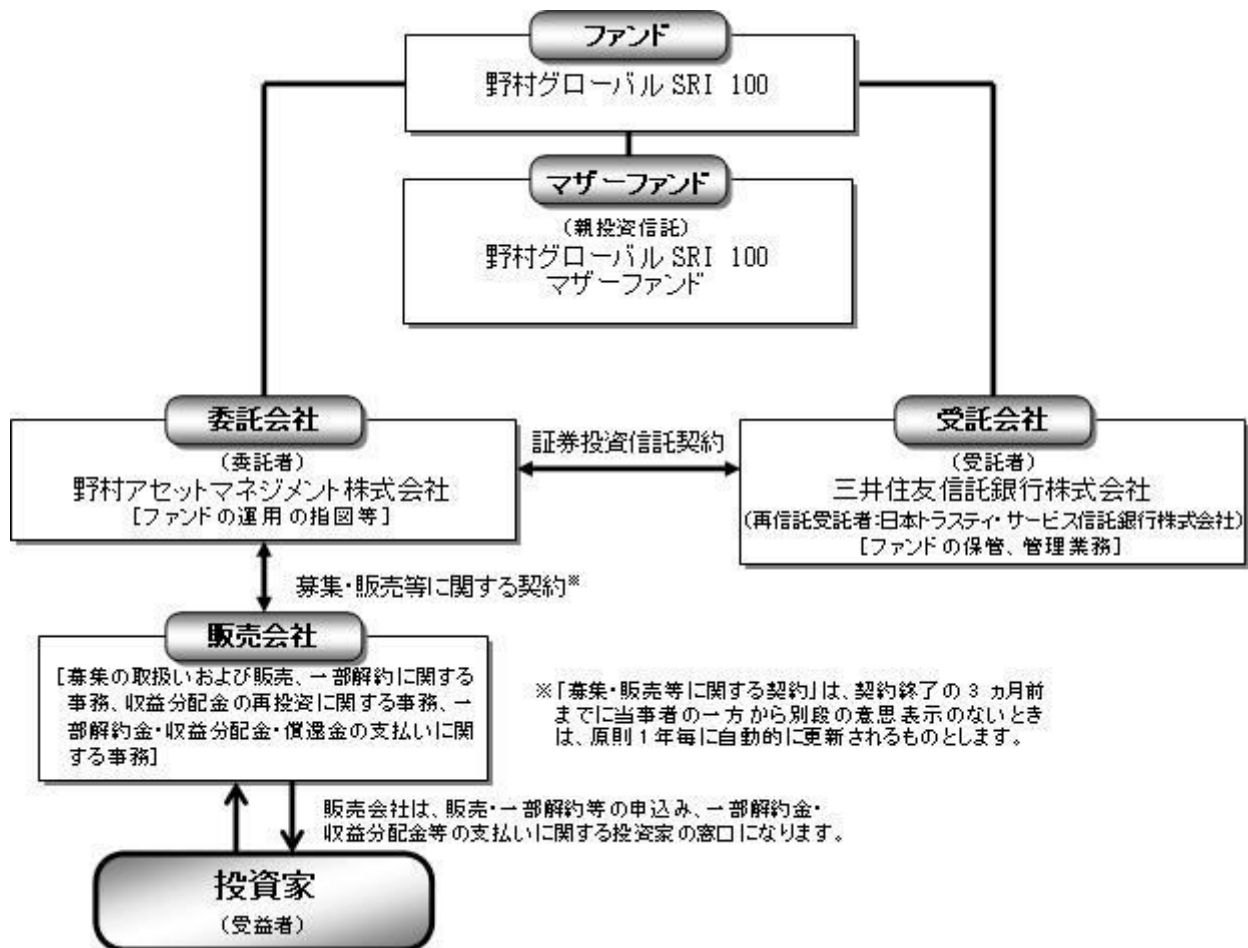 ファンド
野村グローバル SRI 100
マザーファンド
(親投資信託)
野村グローバル SRI 100
マザーファンド
委託会社
(委託者)
野村アセットマネジメント株式会社
[ファンドの運用の指図等]
証券投資信託契約
受託会社
(受託者)
三井住友信託銀行株式会社
(再信託受託者:日本トラスティ・サービス信託銀行株式会社)
[ファンドの保管、管理業務]
募集・販売等に関する契約※
販売会社
[募集の取扱いおよび販売、一部解約に関する
事務、収益分配金の再投資に関する事務、一
部解約金・収益分配金・償還金の支払いに関
する事務]
※「募集・販売等に関する契約」は、契約終了の3ヵ月前
までに当事者の一方から別段の意思表示のないとき
は、原則1年毎に自動的に更新されるものとします。
販売会社は、販売・一部解約等の申込み、一部解約金・
収益分配金等の支払いに関する投資家の窓口になります。
投資家
(受益者)